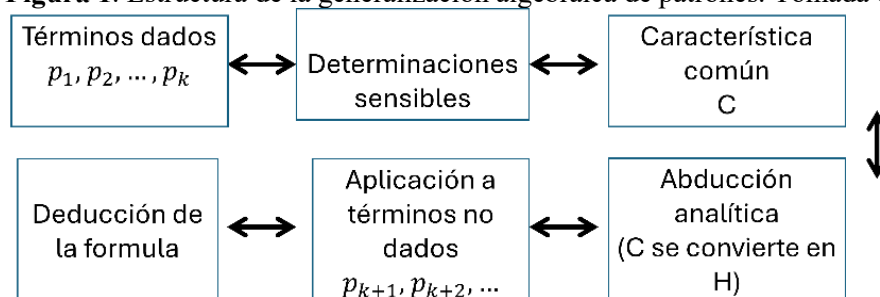 Figura 1. Estructura de la generalización algebraica de patrones. Tomada
Términos dados
p₁, p₂, … , pₖ
Determinaciones
sensibles
Característica
común
C
Deducción de
la formula
Aplicación a
términos no
dados
pₖ₊₁, pₖ₊₂, …
Abducción
analítica
(C se convierte en
H)